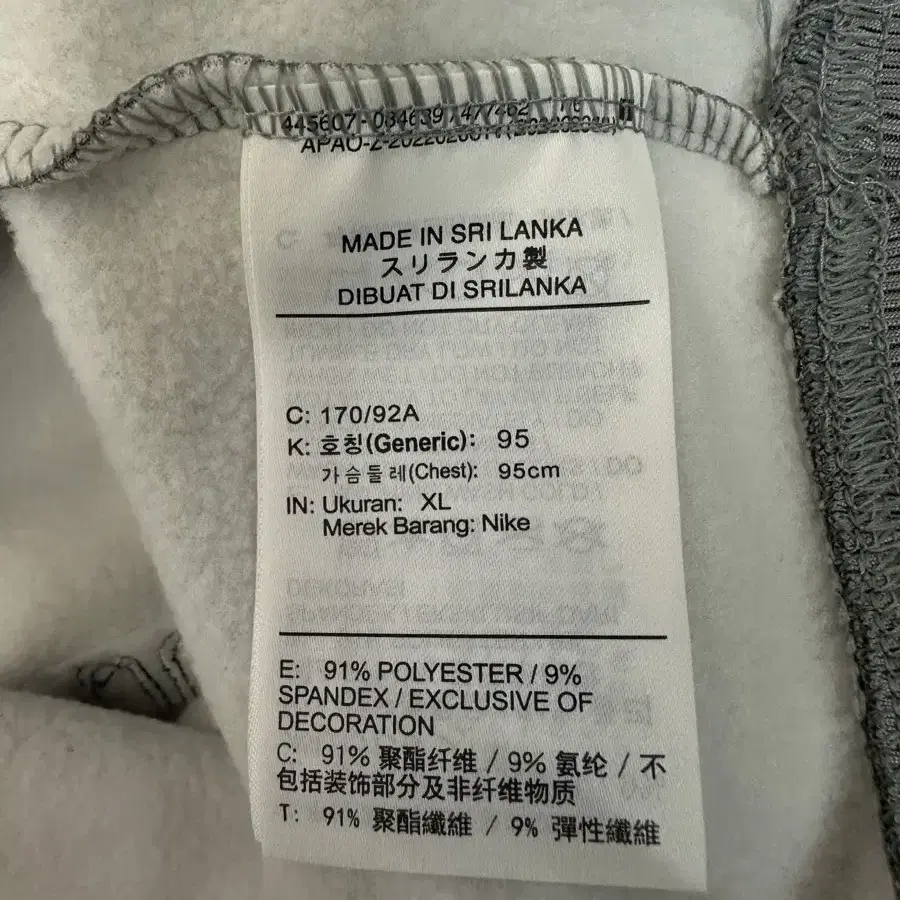 445607-084639 / 477462
MADE IN SRI LANKA
スリランカ製
DIBUAT DI SRILANKA
C: 170/92A
K: 호칭(Generic): 95
가슴둘레(Chest): 95cm
IN: Ukuran: XL
Merek Barang: Nike
E: 91% POLYESTER / 9%
SPANDEX / EXCLUSIVE OF
DECORATION
C: 91% 聚酯纤维 / 9% 氨纶 / 不
包括装饰部分及非纤维物质
T: 91% 聚酯纖維 / 9% 彈性纖維